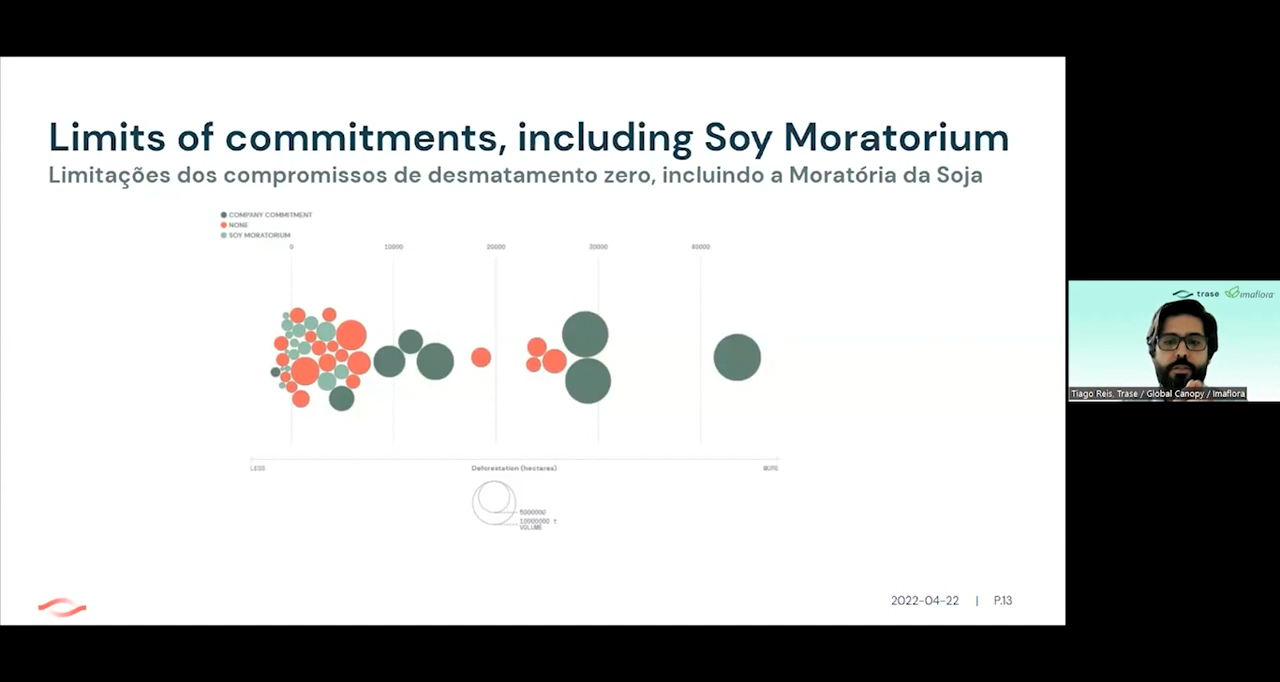 Limits of commitments, including Soy Moratorium
Limitações dos compromissos de desmatamento zero, incluindo a Moratória da Soja
COMPANY COMMITMENT
NONE
SOY MORATORIUM
0 10000 20000 30000 40000
LESS Deforestation (hectares) MORE
5000000
10000000 t
VOLUME
2022-04-22 | P.13
trase imaflora
Tiago Reis, Trase / Global Canopy / Imaflora